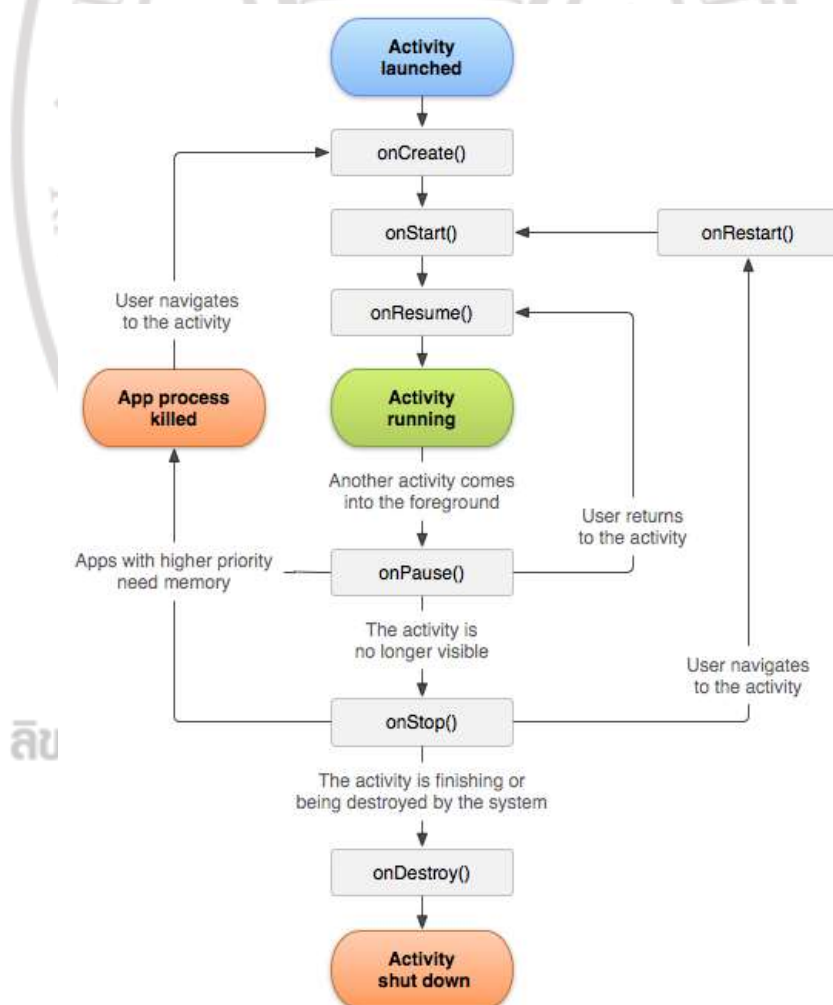 Activity
launched
onCreate()
onStart()
onRestart()
onResume()
User navigates
to the activity
App process
killed
Activity
running
Another activity comes
into the foreground
User returns
to the activity
Apps with higher priority
need memory
onPause()
The activity is
no longer visible
User navigates
to the activity
onStop()
ลิข
The activity is finishing or
being destroyed by the system
onDestroy()
Activity
shut down